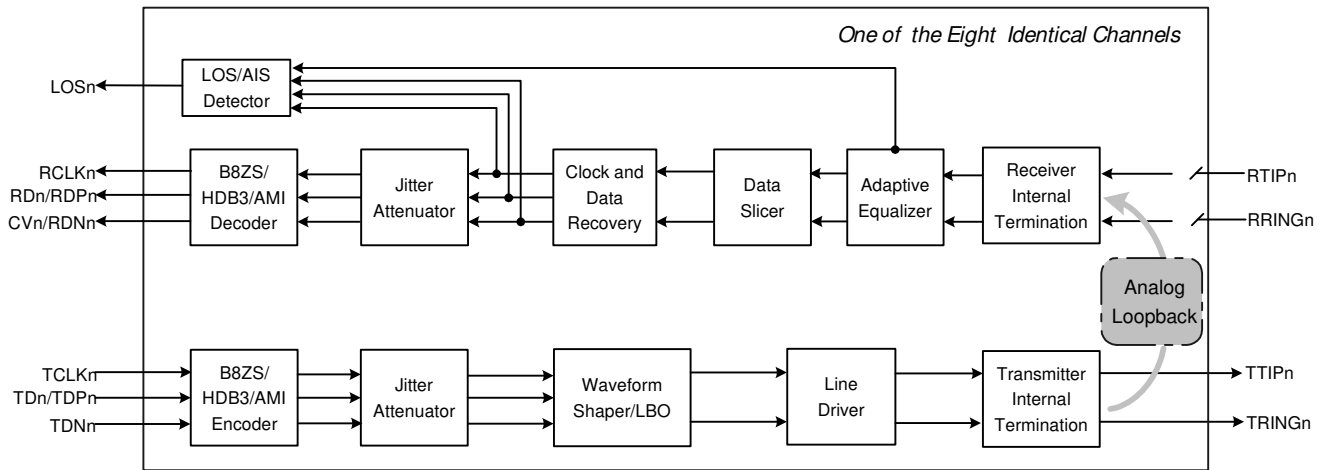 One of the Eight Identical Channels
LOSn
LOS/AIS
Detector
RCLKn
RDn/RDPn
CVn/RDNn
B8ZS/
HDB3/AMI
Decoder
Jitter
Attenuator
Clock and
Data
Recovery
Data
Slicer
Adaptive
Equalizer
Receiver
Internal
Termination
RTIPn
RRINGn
Analog
Loopback
TCLKn
TDn/TDPn
TDNn
B8ZS/
HDB3/AMI
Encoder
Jitter
Attenuator
Waveform
Shaper/LBO
Line
Driver
Transmitter
Internal
Termination
TTIPn
TRINGn